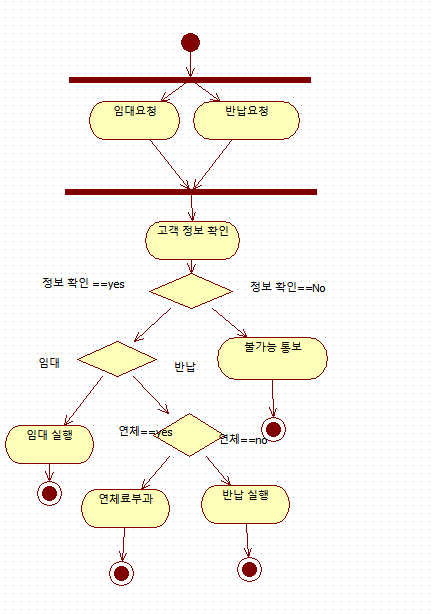 임대요청
반납요청
고객 정보 확인
정보 확인 ==yes
정보 확인==No
불가능 통보
임대
반납
임대 실행
연체==yes
연체==no
연체료부과
반납 실행